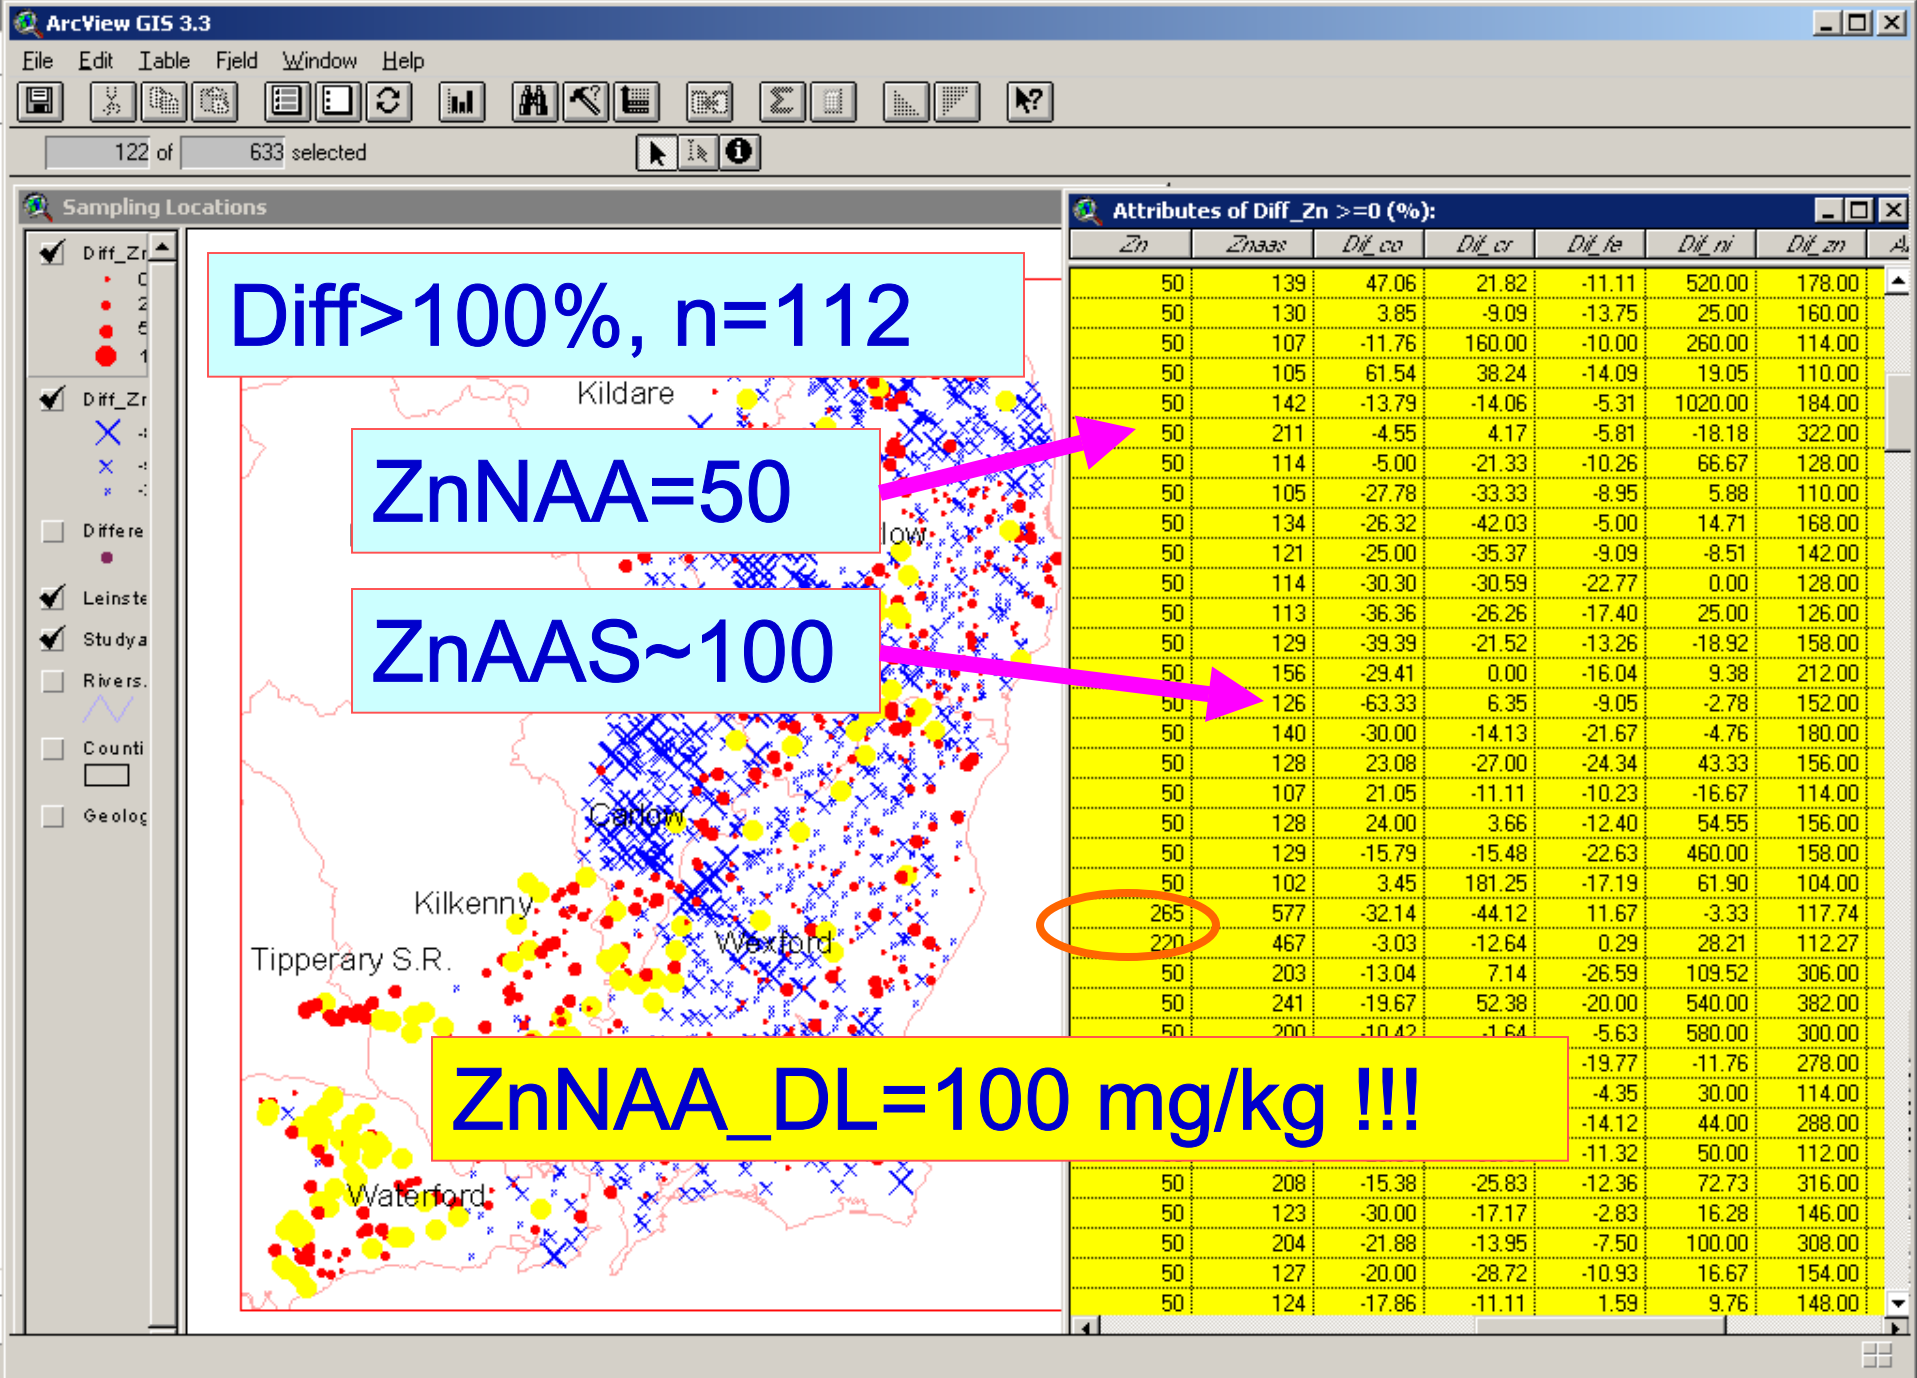 ArcView GIS 3.3
File Edit Table Field Window Help
122 of 633 selected
Sampling Locations
Diff_Zr
0
2
5
1
Diff_Zr
Differe
Leinste
Studya
Rivers.
Counti
Geolog
Diff>100%, n=112
Kildare
ZnNAA=50
low
ZnAAS~100
Carlow
Kilkenny
Wexford
Tipperary S.R.
ZnNAA_DL=100 mg/kg !!!
Waterford
Attributes of Diff_Zn >=0 (%):
Zn Znaas Dif_co Dif_cr Dif_fe Dif_ni Dif_zn
50 139 47.06 21.82 -11.11 520.00 178.00
50 130 3.85 -9.09 -13.75 25.00 160.00
50 107 -11.76 160.00 -10.00 260.00 114.00
50 105 61.54 38.24 -14.09 19.05 110.00
50 142 -13.79 -14.06 -5.31 1020.00 184.00
50 211 -4.55 4.17 -5.81 -18.18 322.00
50 114 -5.00 -21.33 -10.26 66.67 128.00
50 105 -27.78 -33.33 -8.95 5.88 110.00
50 134 -26.32 -42.03 -5.00 14.71 168.00
50 121 -25.00 -35.37 -9.09 -8.51 142.00
50 114 -30.30 -30.59 -22.77 0.00 128.00
50 113 -36.36 -26.26 -17.40 25.00 126.00
50 129 -39.39 -21.52 -13.26 -18.92 158.00
50 156 -29.41 0.00 -16.04 9.38 212.00
50 126 -63.33 6.35 -9.05 -2.78 152.00
50 140 -30.00 -14.13 -21.67 -4.76 180.00
50 128 23.08 -27.00 -24.34 43.33 156.00
50 107 21.05 -11.11 -10.23 -16.67 114.00
50 128 24.00 3.66 -12.40 54.55 156.00
50 129 -15.79 -15.48 -22.63 460.00 158.00
50 102 3.45 181.25 -17.19 61.90 104.00
265 577 -32.14 -44.12 11.67 -3.33 117.74
220 467 -3.03 -12.64 0.29 28.21 112.27
50 203 -13.04 7.14 -26.59 109.52 306.00
50 241 -19.67 52.38 -20.00 540.00 382.00
50 200 -10.42 -1.64 -5.63 580.00 300.00
-19.77 -11.76 278.00
-4.35 30.00 114.00
-14.12 44.00 288.00
-11.32 50.00 112.00
50 208 -15.38 -25.83 -12.36 72.73 316.00
50 123 -30.00 -17.17 -2.83 16.28 146.00
50 204 -21.88 -13.95 -7.50 100.00 308.00
50 127 -20.00 -28.72 -10.93 16.67 154.00
50 124 -17.86 -11.11 1.59 9.76 148.00